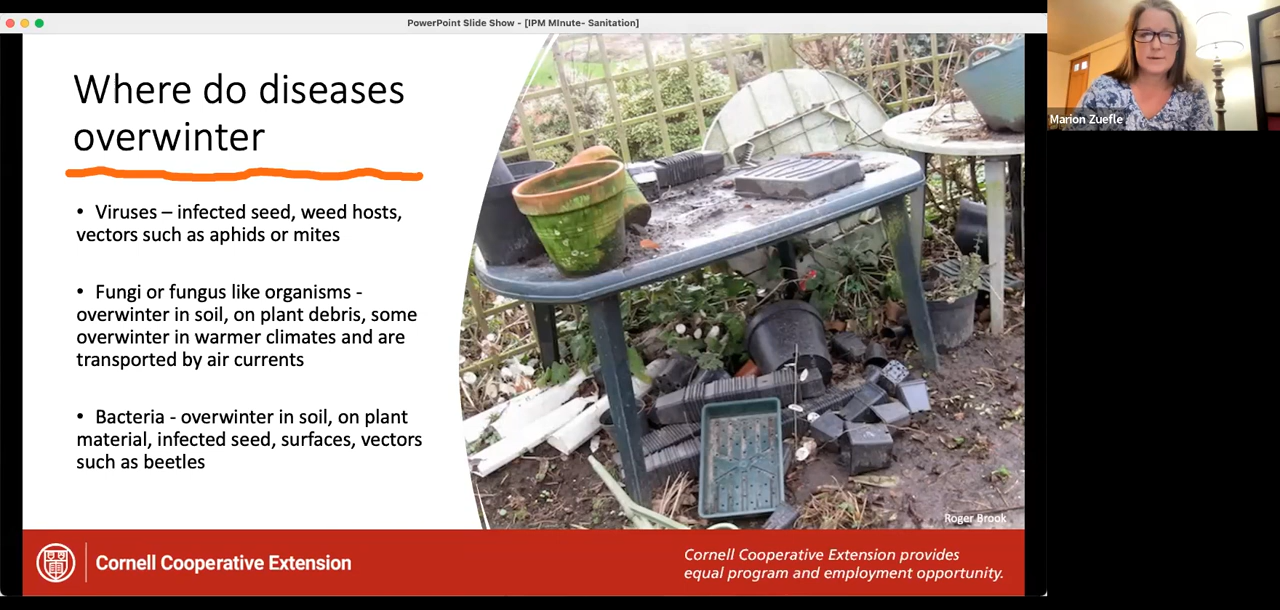 PowerPoint Slide Show - [IPM MInute- Sanitation]
Where do diseases
overwinter
• Viruses – infected seed, weed hosts,
vectors such as aphids or mites
• Fungi or fungus like organisms -
overwinter in soil, on plant debris, some
overwinter in warmer climates and are
transported by air currents
• Bacteria - overwinter in soil, on plant
material, infected seed, surfaces, vectors
such as beetles
Roger Brook
Cornell Cooperative Extension
Cornell Cooperative Extension provides
equal program and employment opportunity.
Marion Zuefle